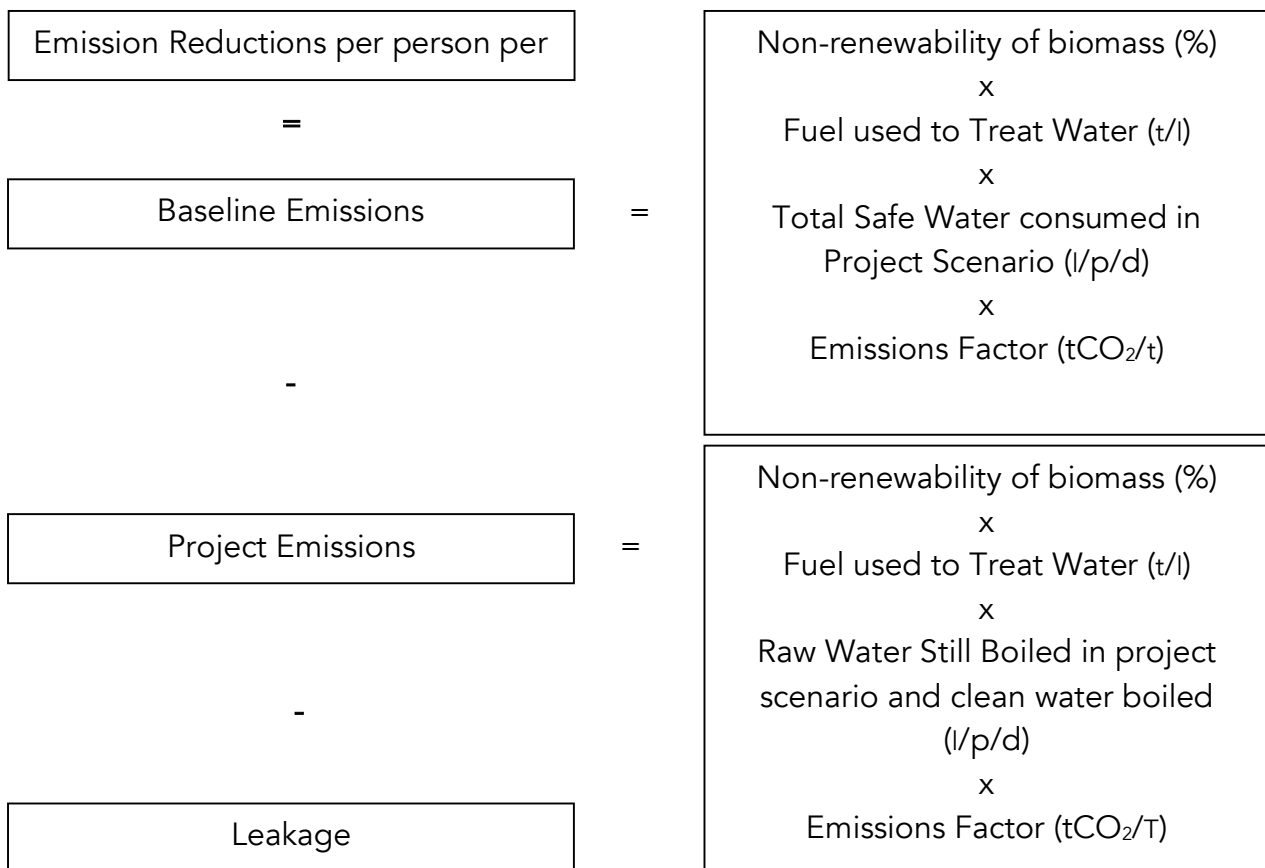 Emission Reductions per person per
=
Baseline Emissions
=
Non-renewability of biomass (%)
x
Fuel used to Treat Water (t/l)
x
Total Safe Water consumed in
Project Scenario (l/p/d)
x
Emissions Factor (tCO₂/t)
-
Project Emissions
=
Non-renewability of biomass (%)
x
Fuel used to Treat Water (t/l)
x
Raw Water Still Boiled in project
scenario and clean water boiled
(l/p/d)
x
Emissions Factor (tCO₂/T)
-
Leakage